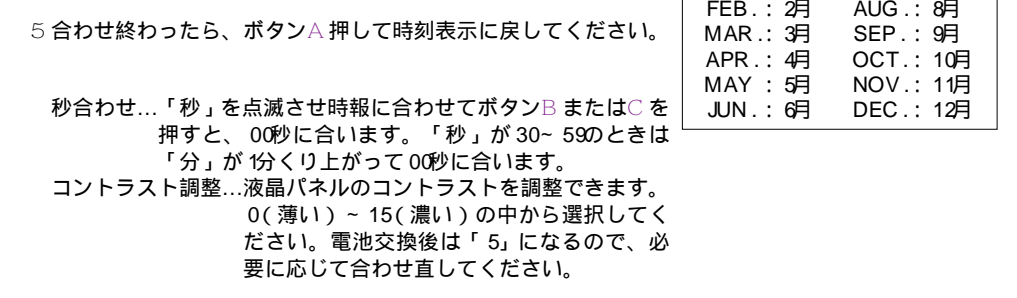 FEB.: 2月 AUG.: 8月
５合わせ終わったら、ボタンA 押して時刻表示に戻してください。
MAR.: 3月 SEP.: 9月
APR.: 4月 OCT.: 10月
MAY : 5月 NOV.: 11月
JUN.: 6月 DEC.: 12月
秒合わせ…「秒」を点滅させ時報に合わせてボタンB またはC を
押すと、00秒に合います。「秒」が30~ 59のときは
「分」が1分くり上がって00秒に合います。
コントラスト調整…液晶パネルのコントラストを調整できます。
0( 薄い ) ~ 15( 濃い ) の中から選択してく
ださい。電池交換後は「 5」になるので、必
要に応じて合わせ直してください。